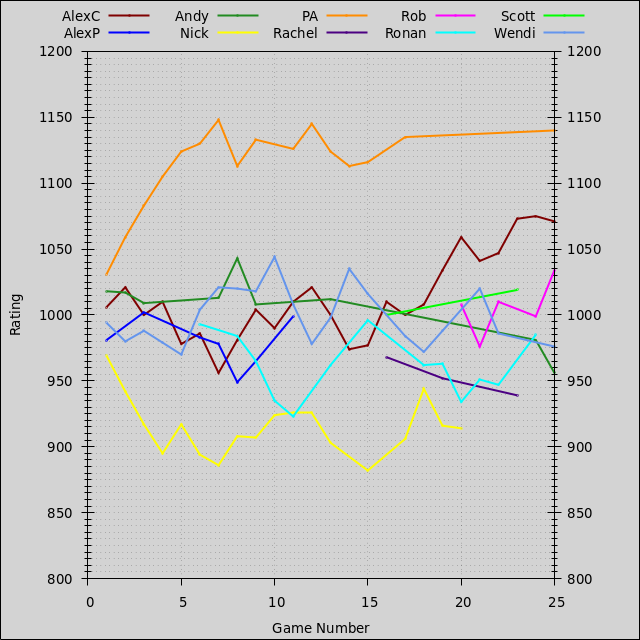 AlexC Andy PA Rob Scott
AlexP Nick Rachel Ronan Wendi
1200 1200
1150 1150
1100 1100
1050 1050
1000 1000
950 950
900 900
850 850
800 800
Rating
0 5 10 15 20 25
Game Number